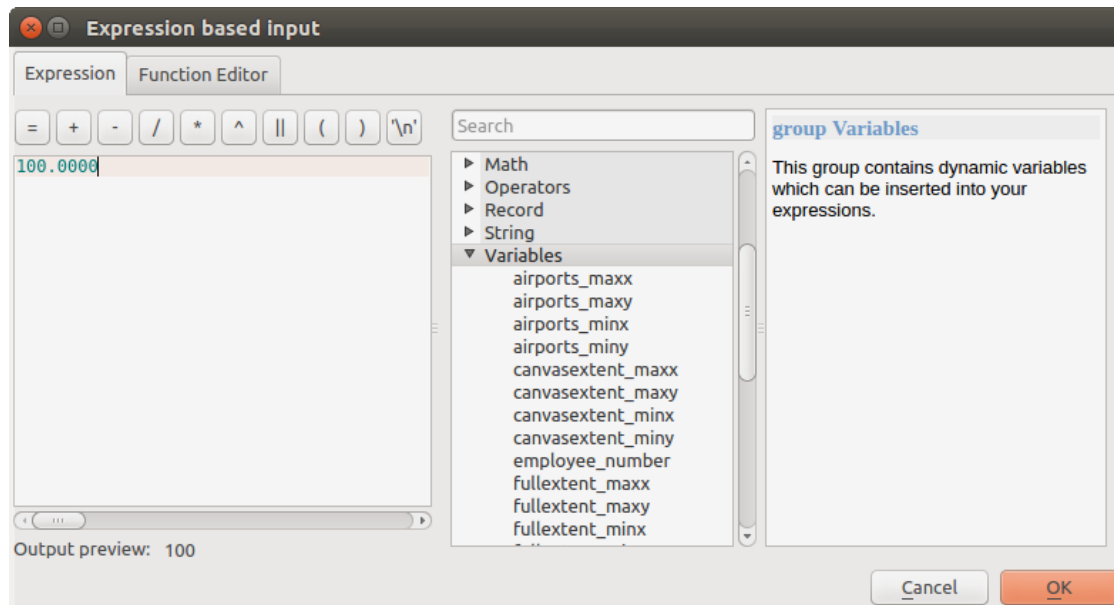 Expression based input
Expression
Function Editor
= + - / * ^ || ( ) '\n'
100.0000
Output preview: 100
Search
Math
Operators
Record
String
Variables
airports_maxx
airports_maxy
airports_minx
airports_miny
canvasextent_maxx
canvasextent_maxy
canvasextent_minx
canvasextent_miny
employee_number
fullextent_maxx
fullextent_maxy
fullextent_minx
group Variables
This group contains dynamic variables
which can be inserted into your
expressions.
Cancel
OK